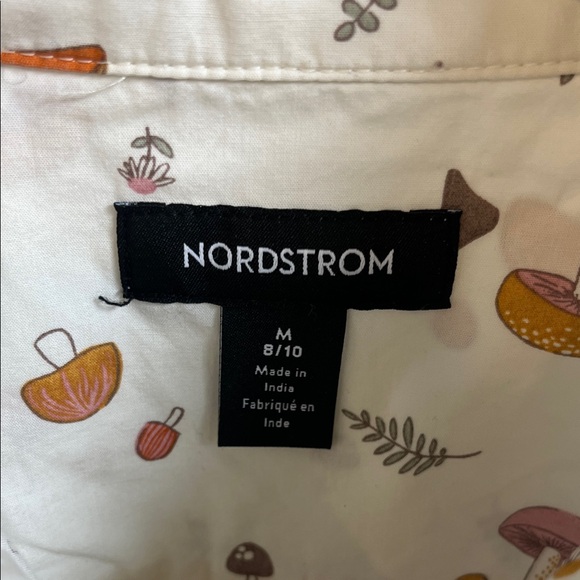 NORDSTROM
M
8/10
Made in
India
Fabriqué en
Inde